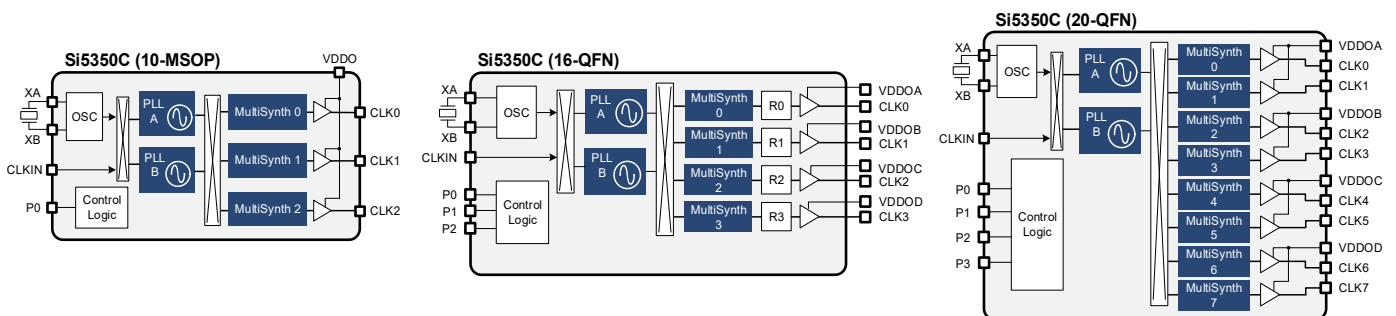 Si5350C (10-MSOP)
VDDO
XA
XB
OSC
CLKIN
P0
Control
Logic
PLL
A
PLL
B
MultiSynth 0
MultiSynth 1
MultiSynth 2
CLK0
CLK1
CLK2
Si5350C (16-QFN)
XA
XB
OSC
CLKIN
P0
P1
P2
Control
Logic
PLL
A
PLL
B
MultiSynth
0
MultiSynth
1
MultiSynth
2
MultiSynth
3
R0
R1
R2
R3
VDDOA
CLK0
VDDOB
CLK1
VDDOC
CLK2
VDDOD
CLK3
Si5350C (20-QFN)
XA
XB
OSC
CLKIN
P0
P1
P2
P3
Control
Logic
PLL
A
PLL
B
MultiSynth
0
MultiSynth
1
MultiSynth
2
MultiSynth
3
MultiSynth
4
MultiSynth
5
MultiSynth
6
MultiSynth
7
VDDOA
CLK0
CLK1
VDDOB
CLK2
CLK3
VDDOC
CLK4
CLK5
VDDOD
CLK6
CLK7